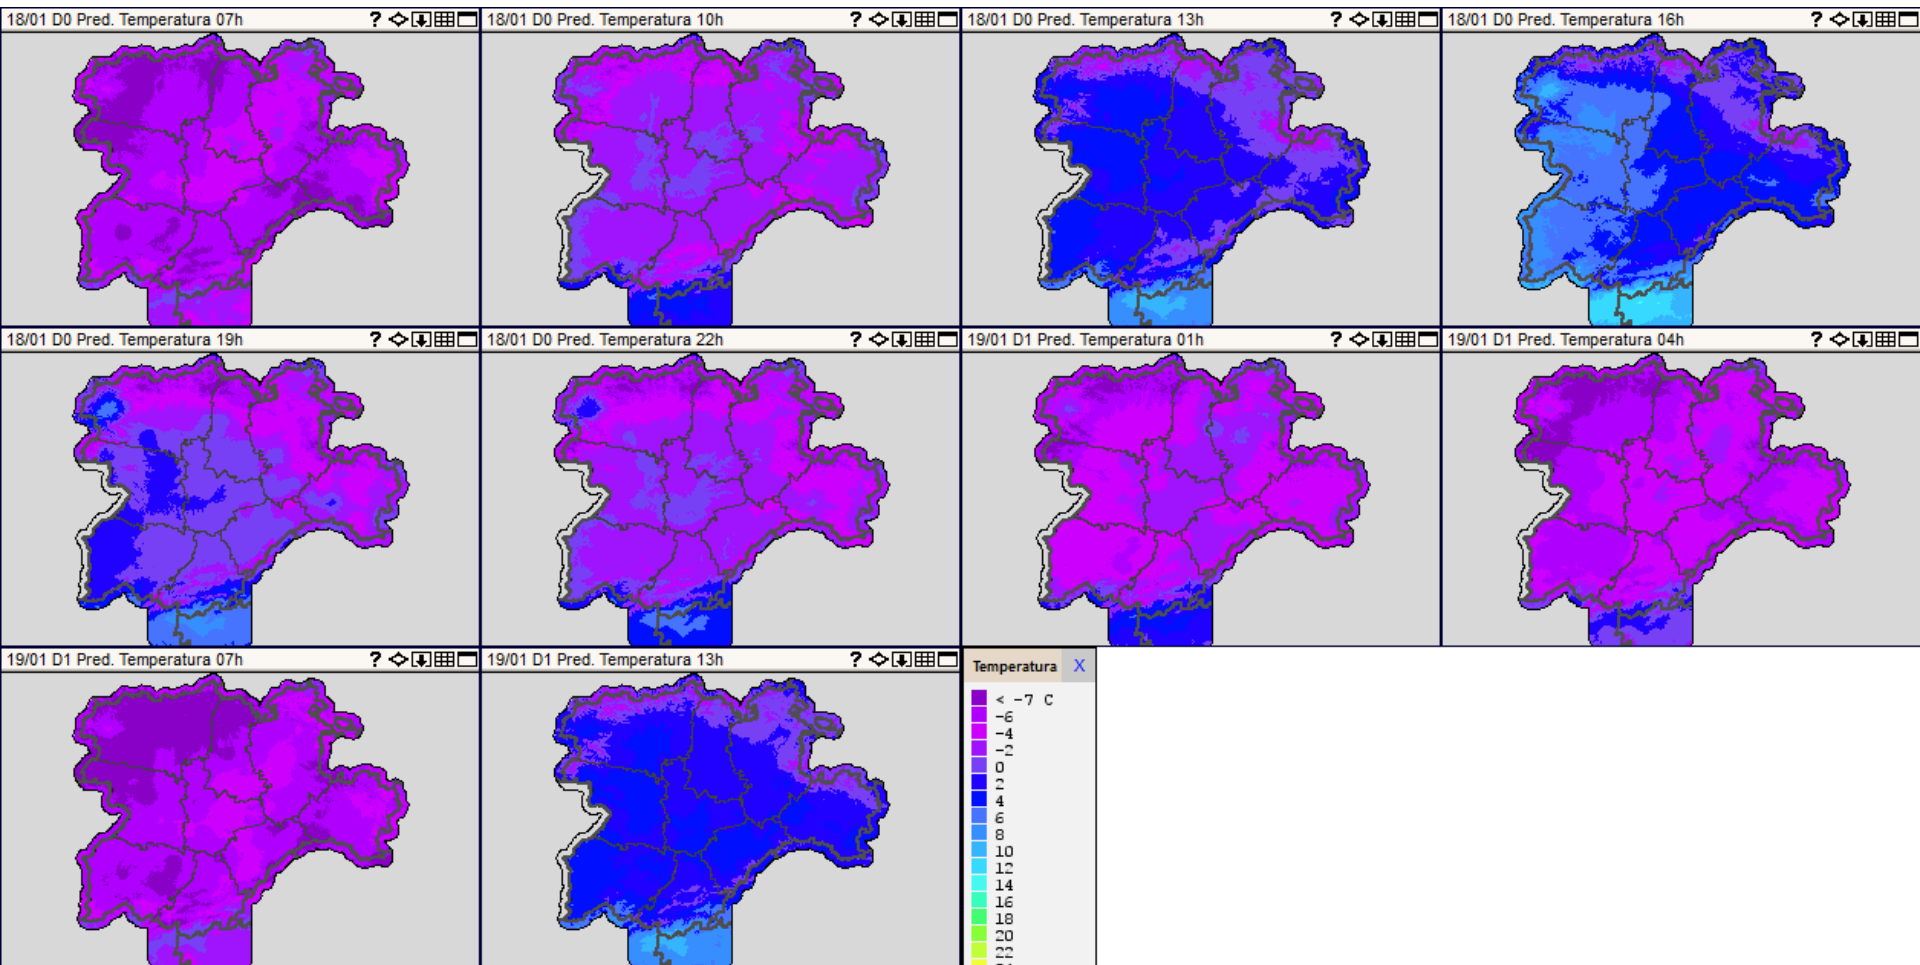 18/01 D0 Pred. Temperatura 07h ?
18/01 D0 Pred. Temperatura 10h ?
18/01 D0 Pred. Temperatura 13h ?
18/01 D0 Pred. Temperatura 16h ?
18/01 D0 Pred. Temperatura 19h ?
18/01 D0 Pred. Temperatura 22h ?
19/01 D1 Pred. Temperatura 01h ?
19/01 D1 Pred. Temperatura 04h ?
19/01 D1 Pred. Temperatura 07h ?
19/01 D1 Pred. Temperatura 13h ?
Temperatura X
< -7 C
-6
-4
-2
0
2
4
6
8
10
12
14
16
18
20
22